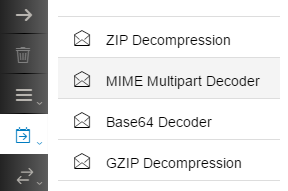 ZIP Decompression
MIME Multipart Decoder
Base64 Decoder
GZIP Decompression